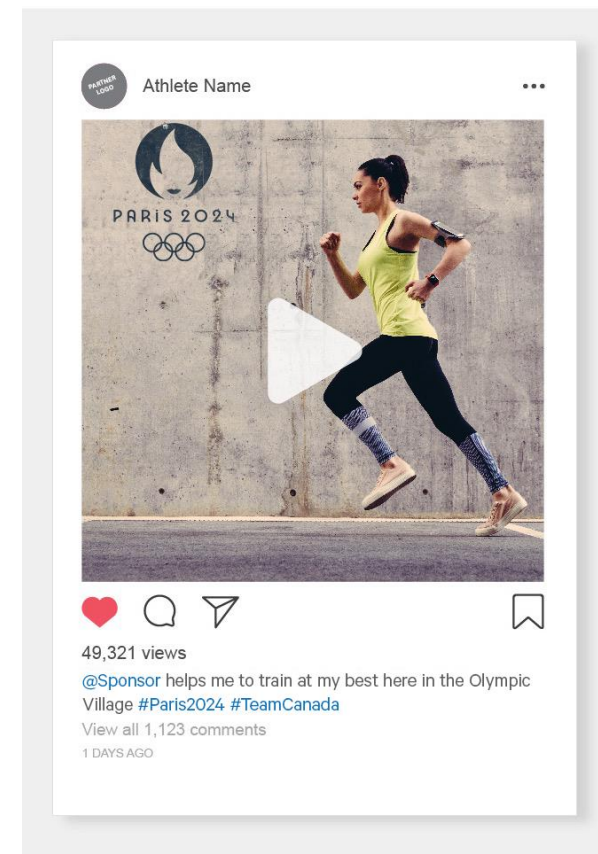 PARTNER
LOGO
Athlete Name
PARiS 2024
49,321 views
@Sponsor helps me to train at my best here in the Olympic
Village #Paris2024 #TeamCanada
View all 1,123 comments
1 DAYS AGO